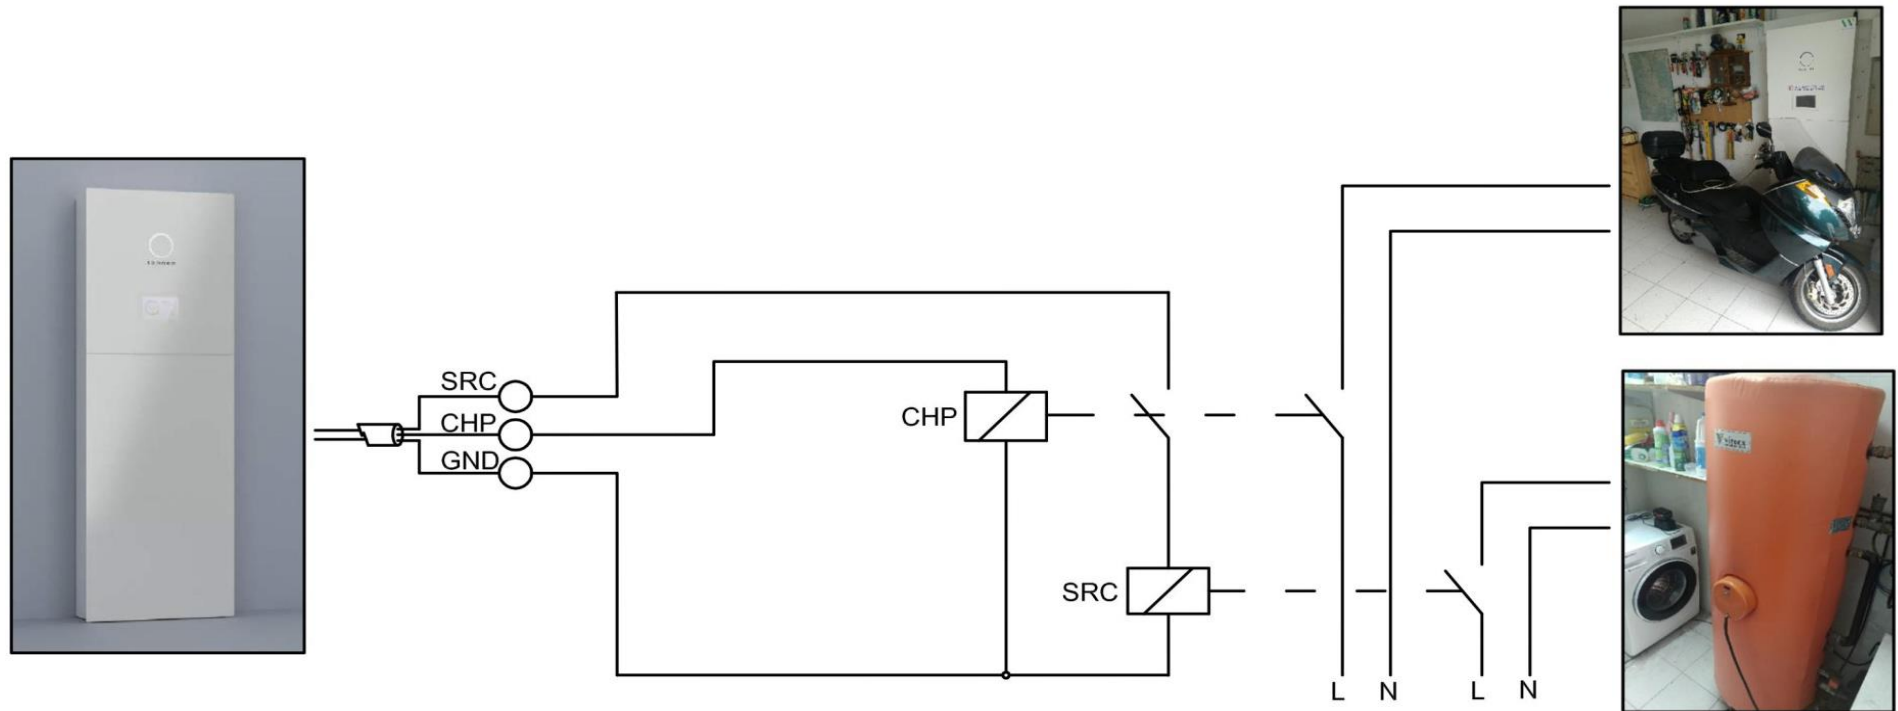 SRC
CHP
GND
CHP
SRC
L N L N